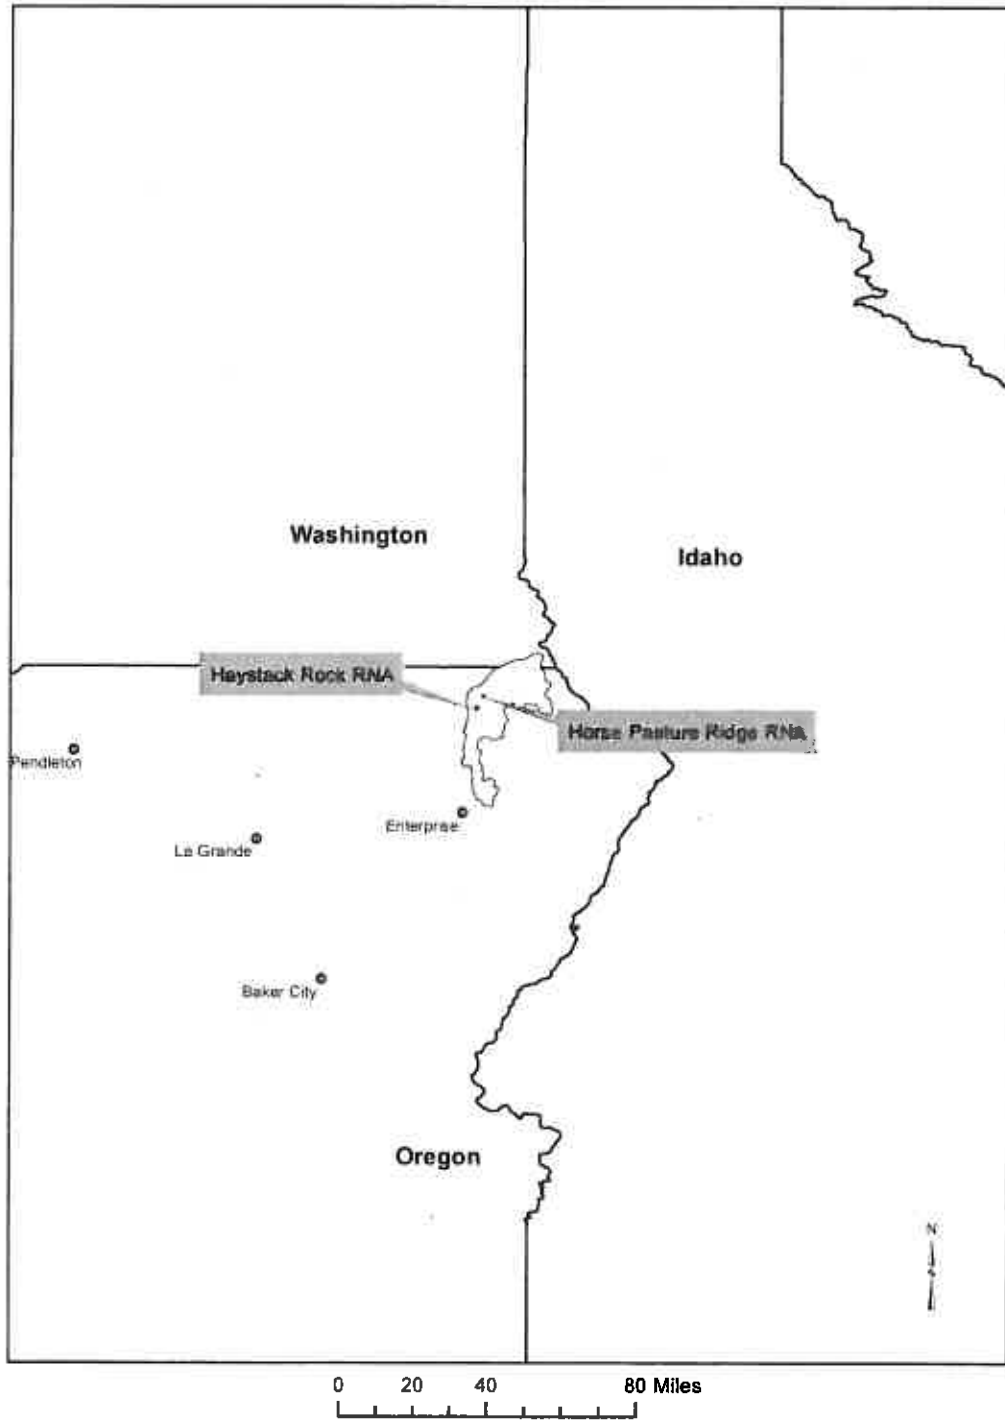 Washington
Idaho
Haystack Rock RNA
Horse Pasture Ridge RNA
Pendleton
Enterprise
La Grande
Baker City
Oregon
N
0 20 40 80 Miles